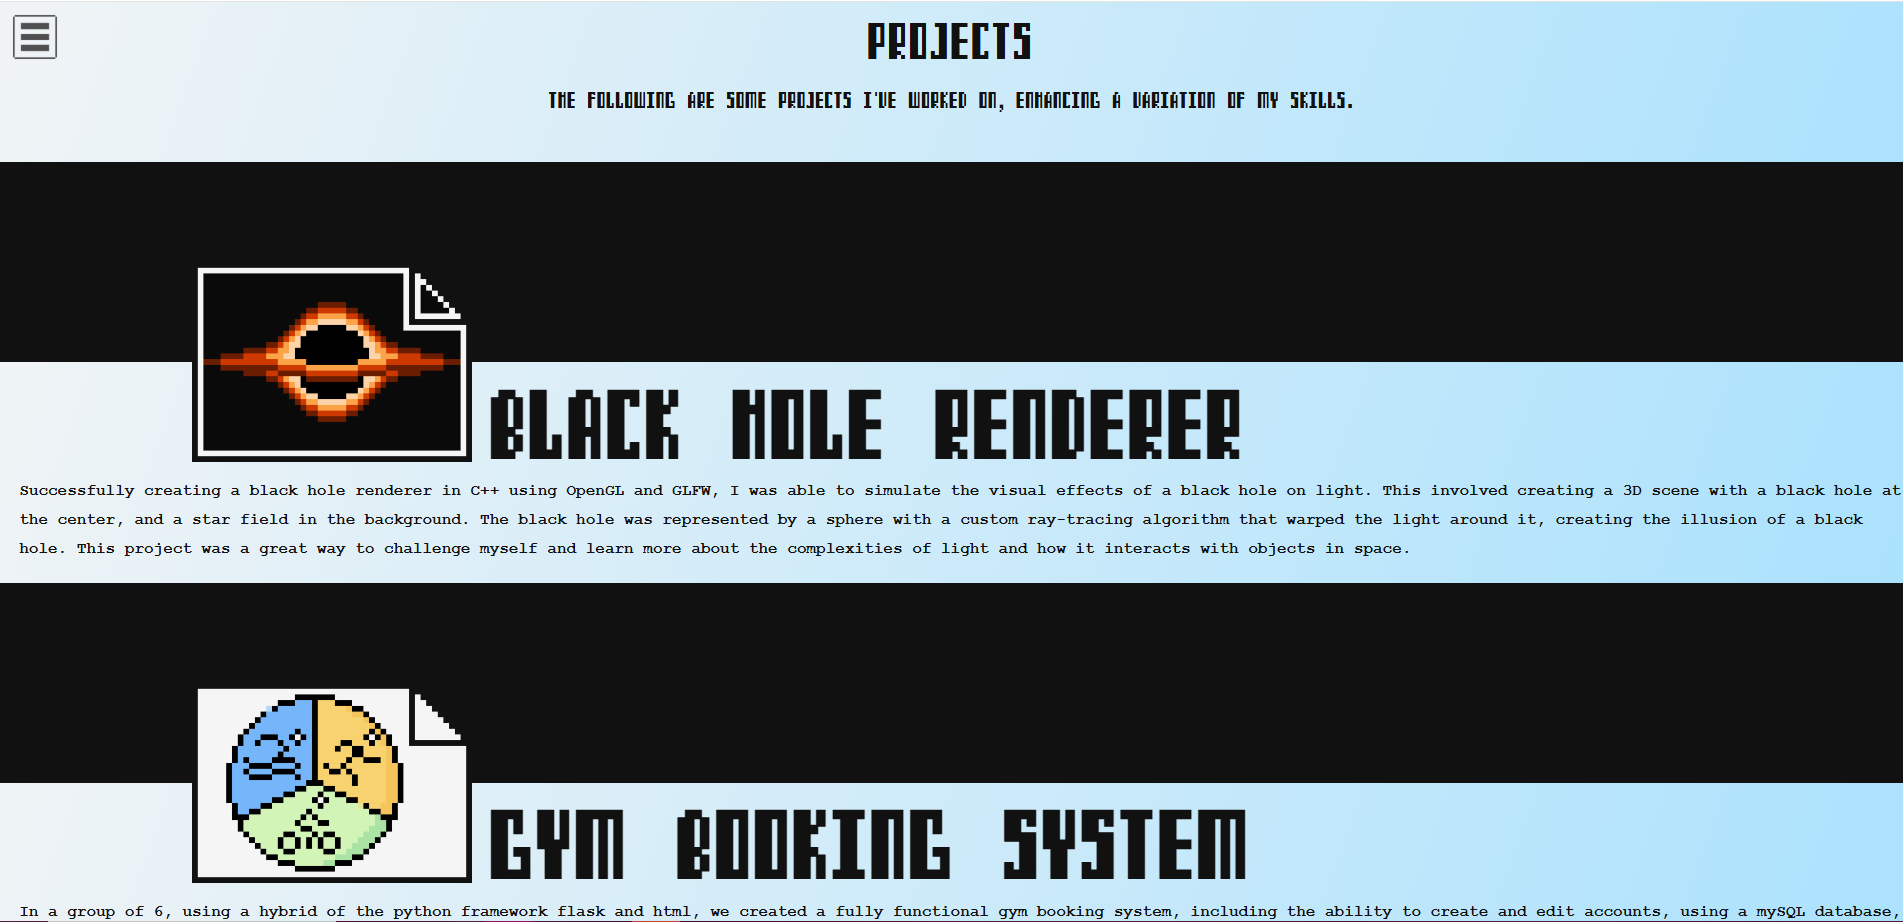 PROJECTS
THE FOLLOWING ARE SOME PROJECTS I'VE WORKED ON, ENHANCING A VARIATION OF MY SKILLS.
BLACK HOLE RENDERER
Successfully creating a black hole renderer in C++ using OpenGL and GLFW, I was able to simulate the visual effects of a black hole on light. This involved creating a 3D scene with a black hole at
the center, and a star field in the background. The black hole was represented by a sphere with a custom ray-tracing algorithm that warped the light around it, creating the illusion of a black
hole. This project was a great way to challenge myself and learn more about the complexities of light and how it interacts with objects in space.
GYM BOOKING SYSTEM
In a group of 6, using a hybrid of the python framework flask and html, we created a fully functional gym booking system, including the ability to create and edit accounts, using a mySQL database,